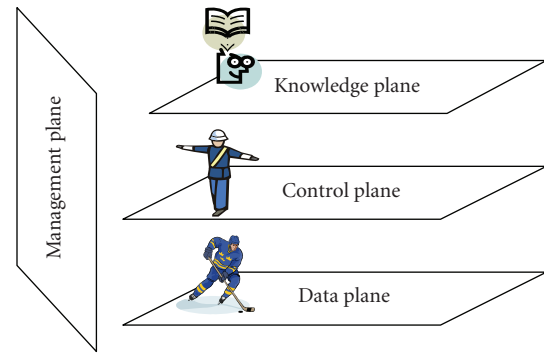 Management plane
Knowledge plane
Control plane
Data plane